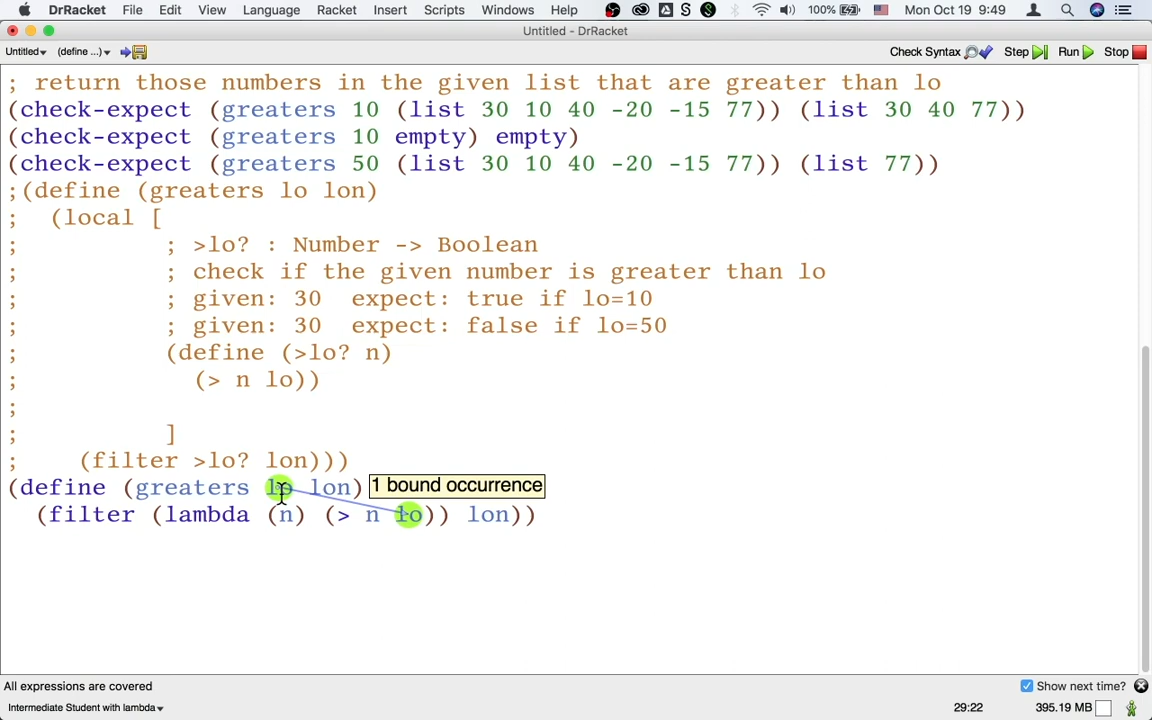 DrRacket File Edit View Language Racket Insert Scripts Windows Help 100% Mon Oct 19 9:49
Untitled - DrRacket
Untitled (define ...) Check Syntax Step Run Stop
; return those numbers in the given list that are greater than lo
(check-expect (greaters 10 (list 30 10 40 -20 -15 77)) (list 30 40 77))
(check-expect (greaters 10 empty) empty)
(check-expect (greaters 50 (list 30 10 40 -20 -15 77)) (list 77))
;(define (greaters lo lon)
;  (local [
;          ; >lo? : Number -> Boolean
;          ; check if the given number is greater than lo
;          ; given: 30  expect: true if lo=10
;          ; given: 30  expect: false if lo=50
;          (define (>lo? n)
;            (> n lo))
;
;          ]
;    (filter >lo? lon)))
(define (greaters lo lon) 1 bound occurrence
  (filter (lambda (n) (> n lo)) lon))
All expressions are covered Show next time?
Intermediate Student with lambda 29:22 395.19 MB